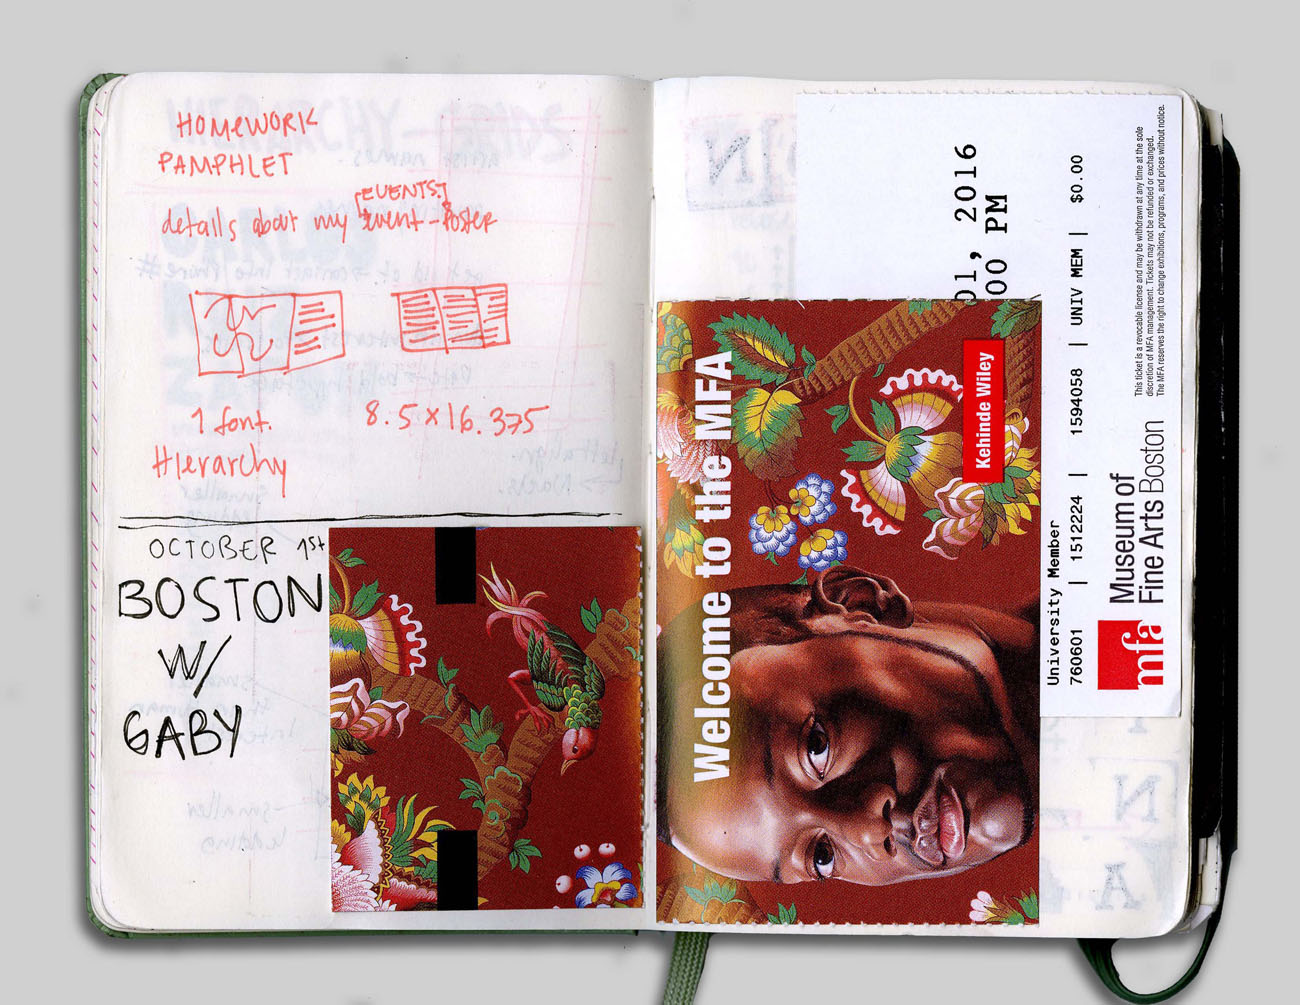 HOMEWORK
PAMPHLET
EVENTS
details about my event - Poster
1 font.
8.5 x 16.375
Hierarchy
OCTOBER 1st
BOSTON
W/
GABY
Welcome to the MFA
Kehinde Wiley
01, 2016
00 PM
University Member
760601 | 1512224 | 1594058 | UNIV MEM | $0.00
mfa
Museum of
Fine Arts Boston
This ticket is a revocable license and may be withdrawn at any time at the sole
discretion of MFA management. Tickets may not be refunded or exchanged.
The MFA reserves the right to change exhibitions, programs, and prices without notice.